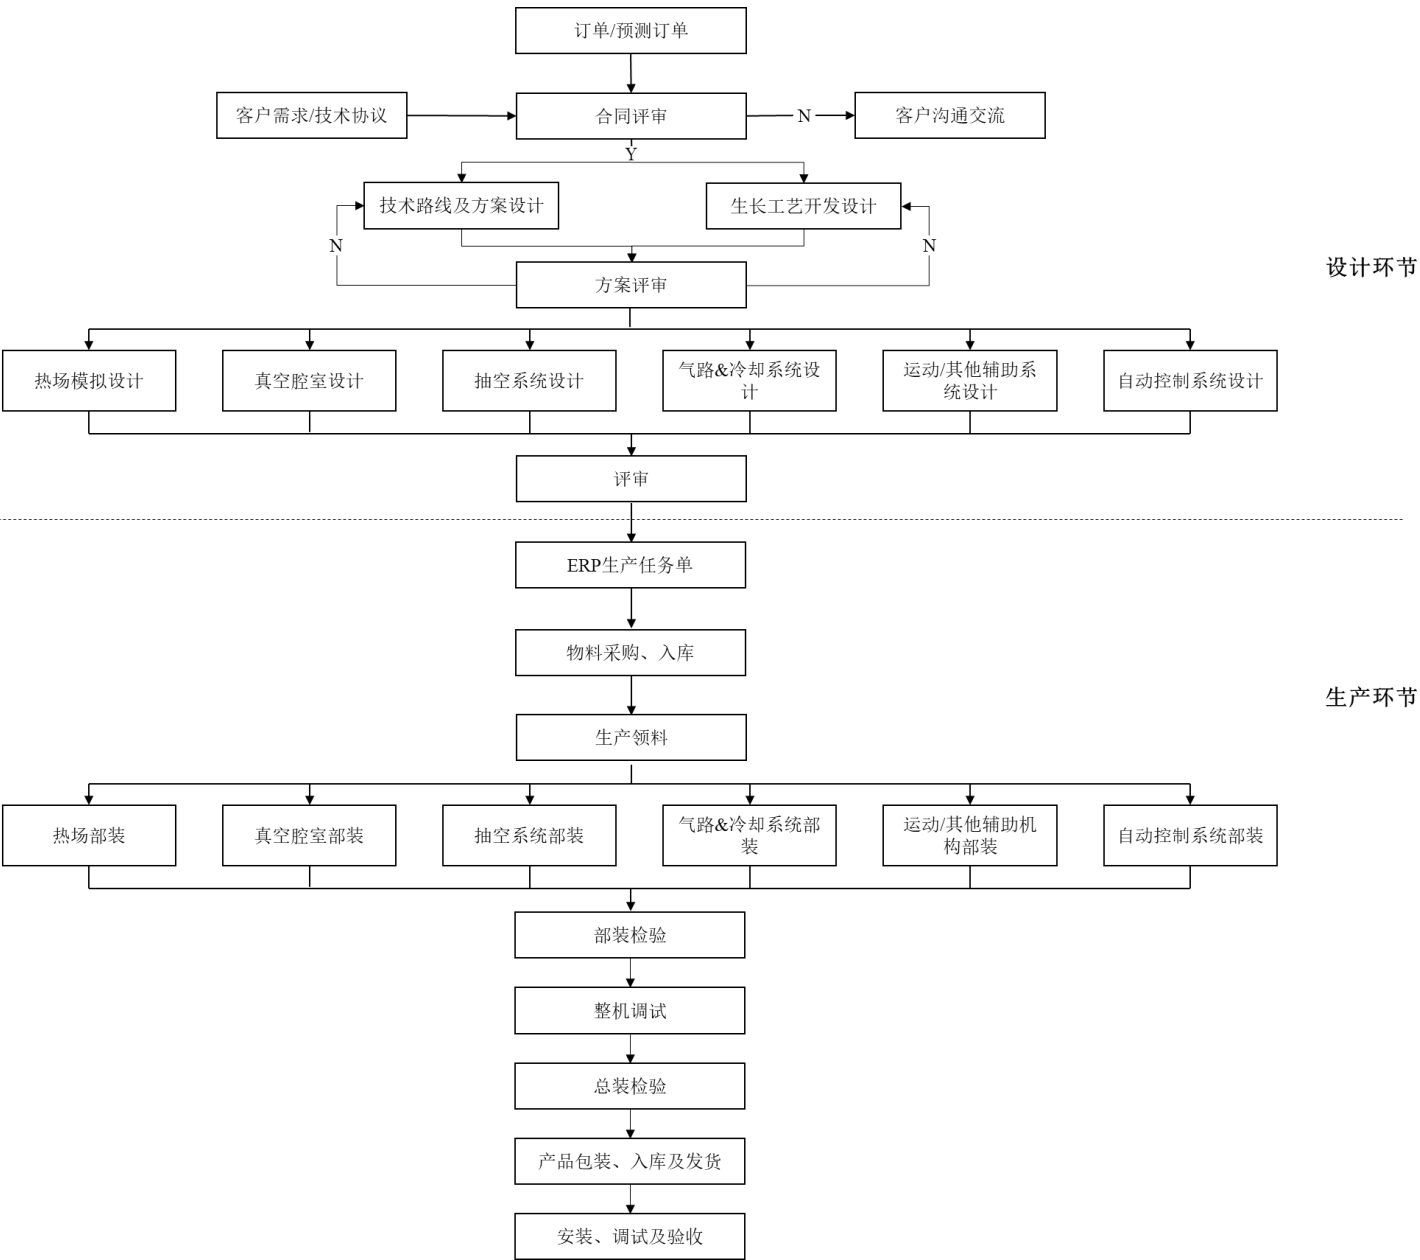 订单/预测订单
客户需求/技术协议
合同评审
N
客户沟通交流
Y
技术路线及方案设计
生长工艺开发设计
N
N
方案评审
设计环节
热场模拟设计
真空腔室设计
抽空系统设计
气路&冷却系统设
计
运动/其他辅助系
统设计
自动控制系统设计
评审
ERP生产任务单
物料采购、入库
生产环节
生产领料
热场部装
真空腔室部装
抽空系统部装
气路&冷却系统部
装
运动/其他辅助机
构部装
自动控制系统部装
部装检验
整机调试
总装检验
产品包装、入库及发货
安装、调试及验收